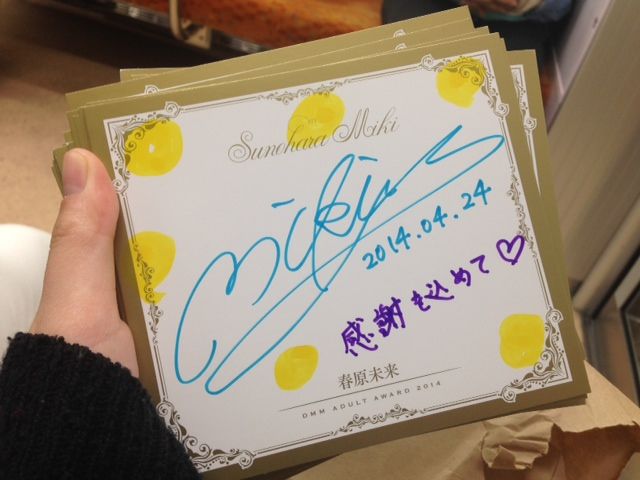 Sunohara Miki
Miki
2014.04.24
感謝を込めて♡
春原未来
DMM ADULT AWARD 2014